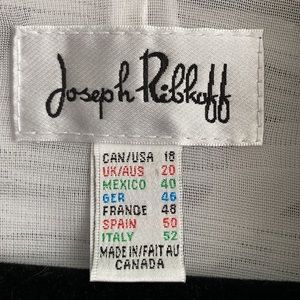 Joseph Ribkoff
CAN/USA 18
UK/AUS 20
MEXICO 40
GER 46
FRANCE 48
SPAIN 50
ITALY 52
MADE IN/FAIT AU
CANADA